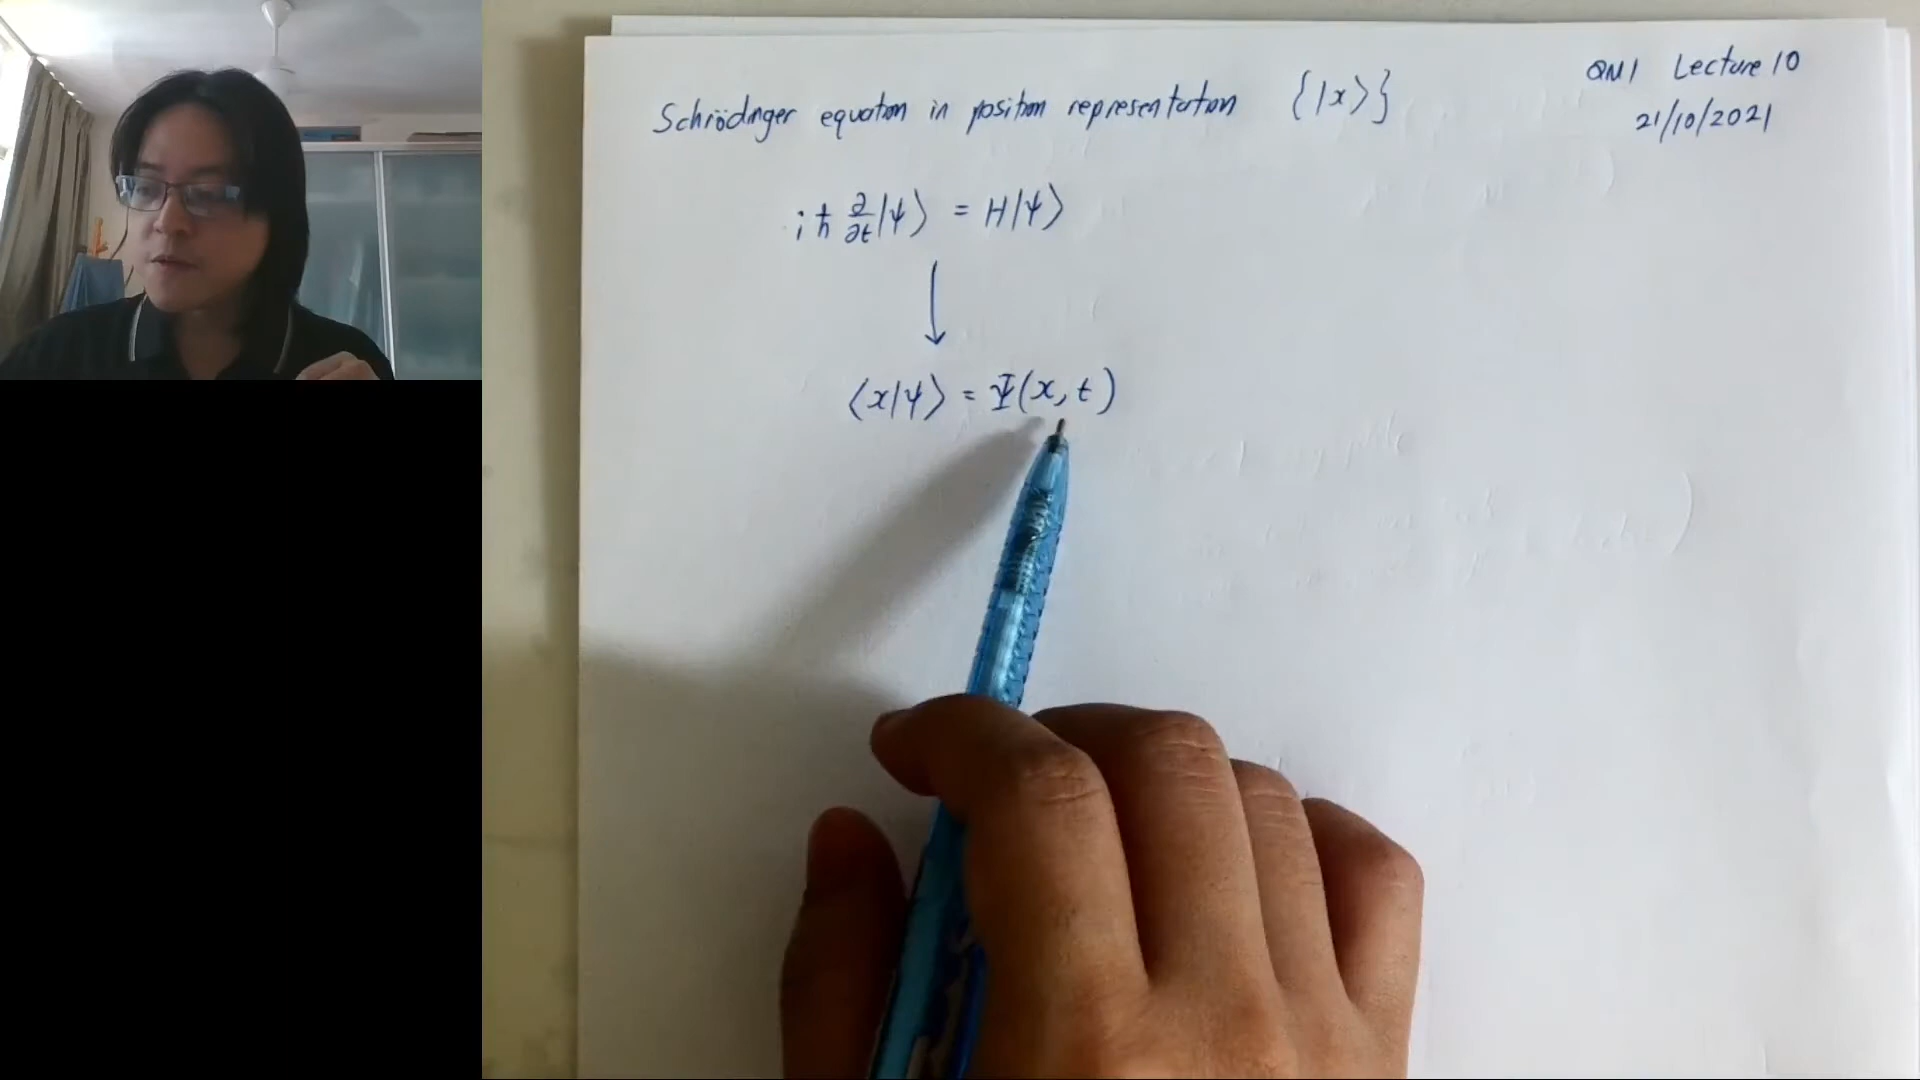 QM1 Lecture 10
21/10/2021
Schrödinger equation in position representation {|x⟩}
iħ ∂/∂t |ψ⟩ = H|ψ⟩
↓
⟨x|ψ⟩ = Ψ(x, t)